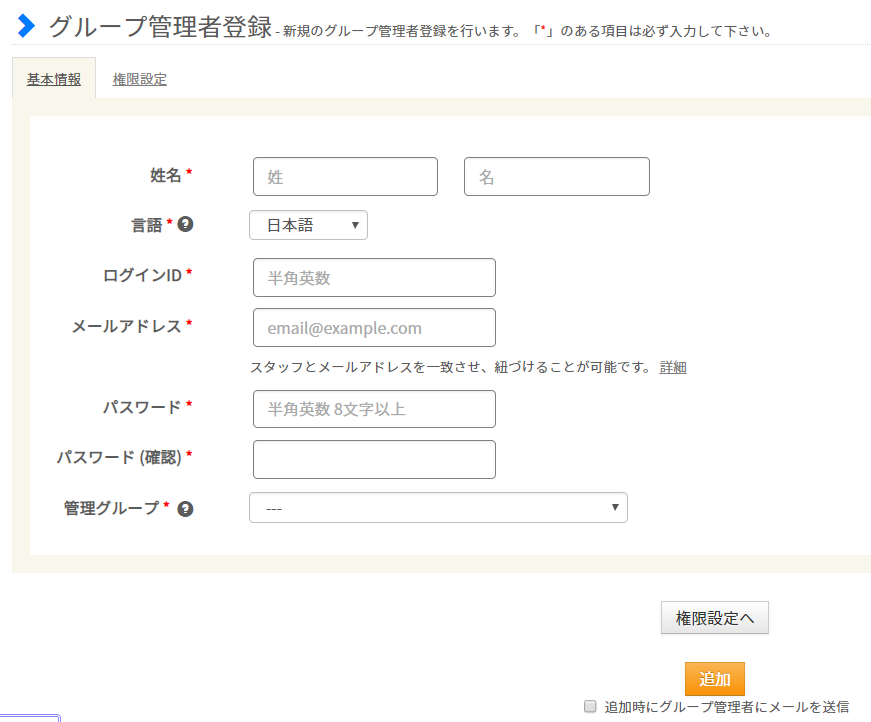 グループ管理者登録 - 新規のグループ管理者登録を行います。「*」のある項目は必ず入力して下さい。
基本情報 権限設定
姓名 * 姓 名
言語 * ? 日本語 ▼
ログインID * 半角英数
メールアドレス * email@example.com
スタッフとメールアドレスを一致させ、紐づけることが可能です。 詳細
パスワード * 半角英数 8文字以上
パスワード (確認) *
管理グループ * ? --- ▼
権限設定へ
追加
追加時にグループ管理者にメールを送信